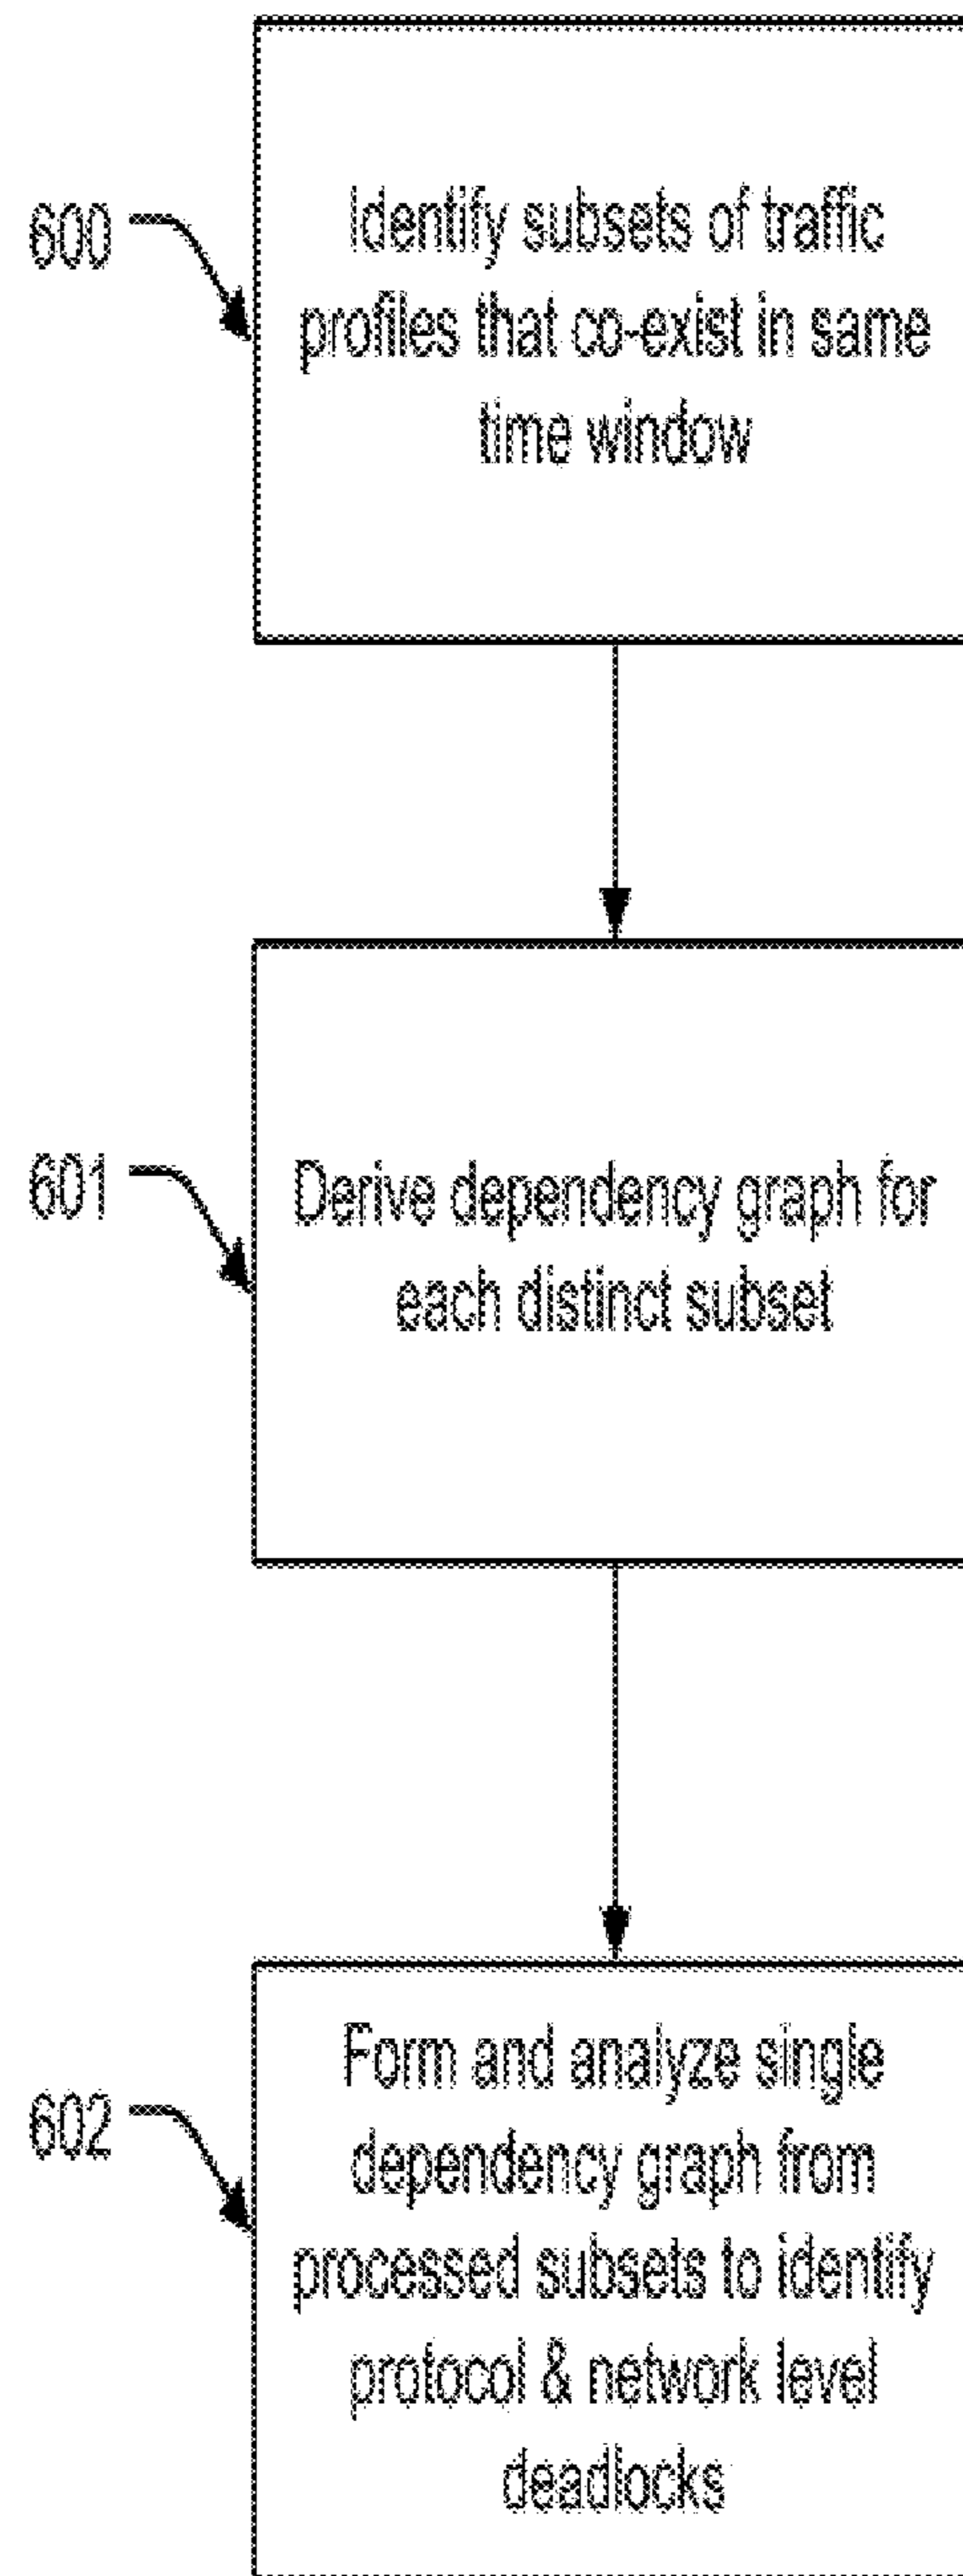 600
Identify subsets of traffic
profiles that co-exist in same
time window
601
Derive dependency graph for
each distinct subset
602
Form and analyze single
dependency graph from
processed subsets to identify
protocol & network level
deadlocks